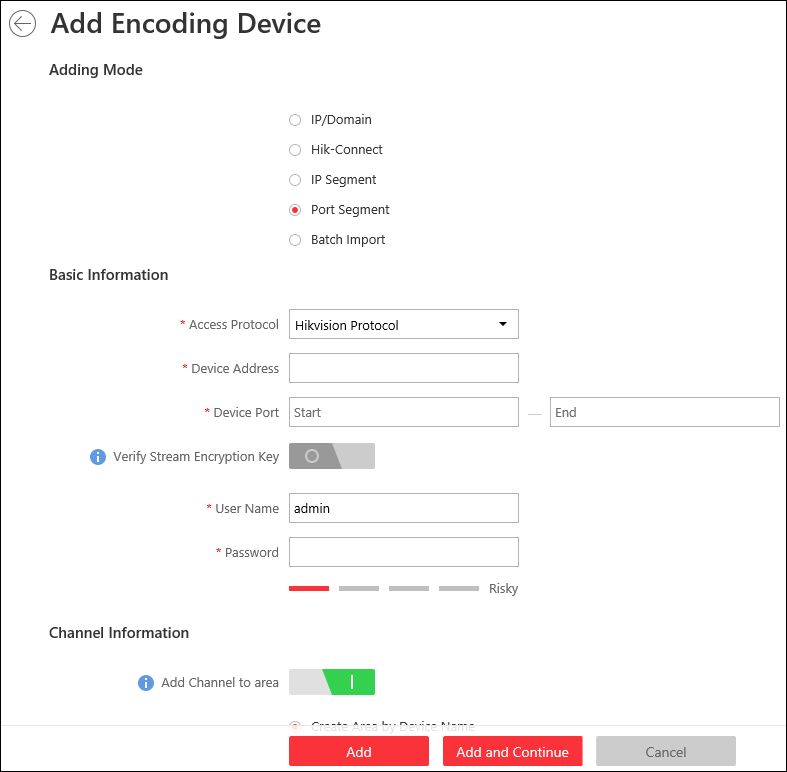 Add Encoding Device
Adding Mode
IP/Domain
Hik-Connect
IP Segment
Port Segment
Batch Import
Basic Information
* Access Protocol Hikvision Protocol
* Device Address
* Device Port Start — End
Verify Stream Encryption Key
* User Name admin
* Password
Risky
Channel Information
Add Channel to area
Create Area by Device Name
Add Add and Continue Cancel